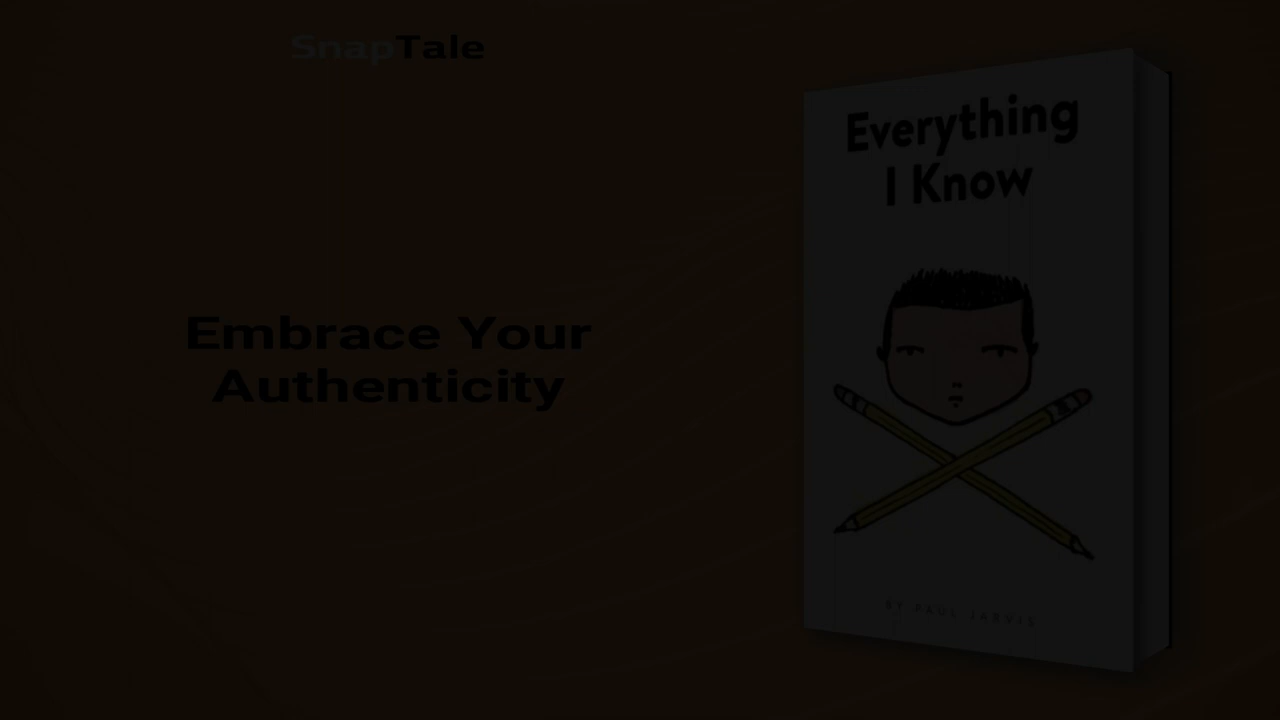 SnapTale
Embrace Your
Authenticity
Everything
I Know
BY PAUL JARVIS